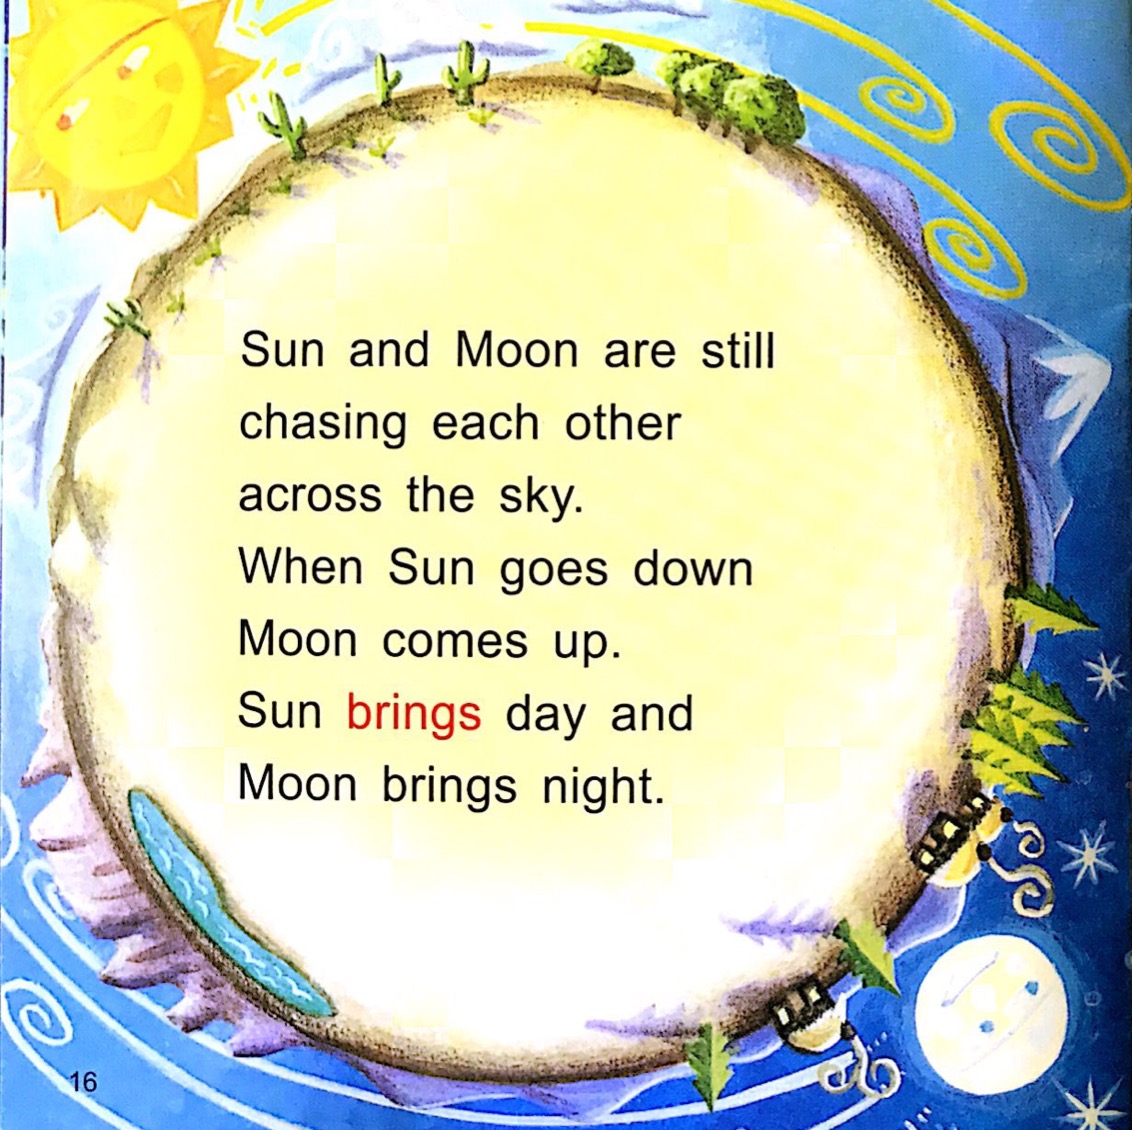 Sun and Moon are still
chasing each other
across the sky.
When Sun goes down
Moon comes up.
Sun brings day and
Moon brings night.
16